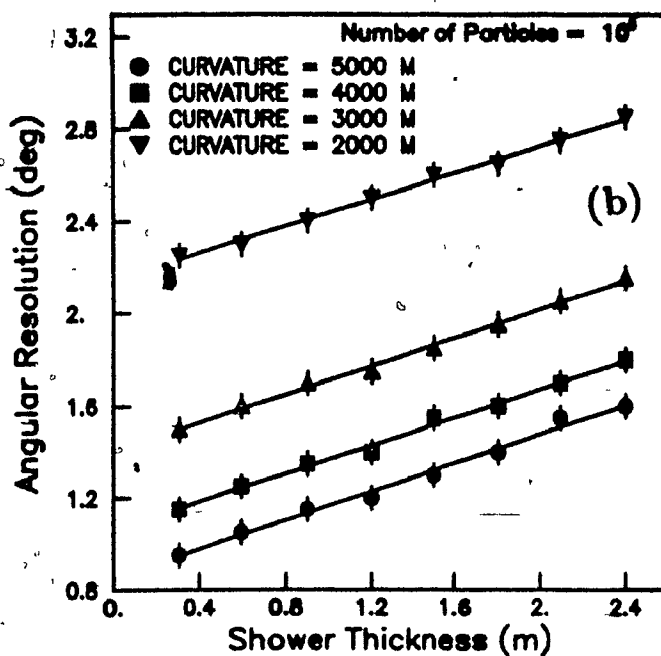 3.2
Number of Particles =
CURVATURE = 5000 M
CURVATURE = 4000 M
2.8
CURVATURE = 3000 M
CURVATURE = 2000 M
2.4
(b)
2.
1.6
1.2
0.8
Angular Resolution (deg)
0. 0.4 0.8 1.2 1.6 2. 2.4
Shower Thickness (m)